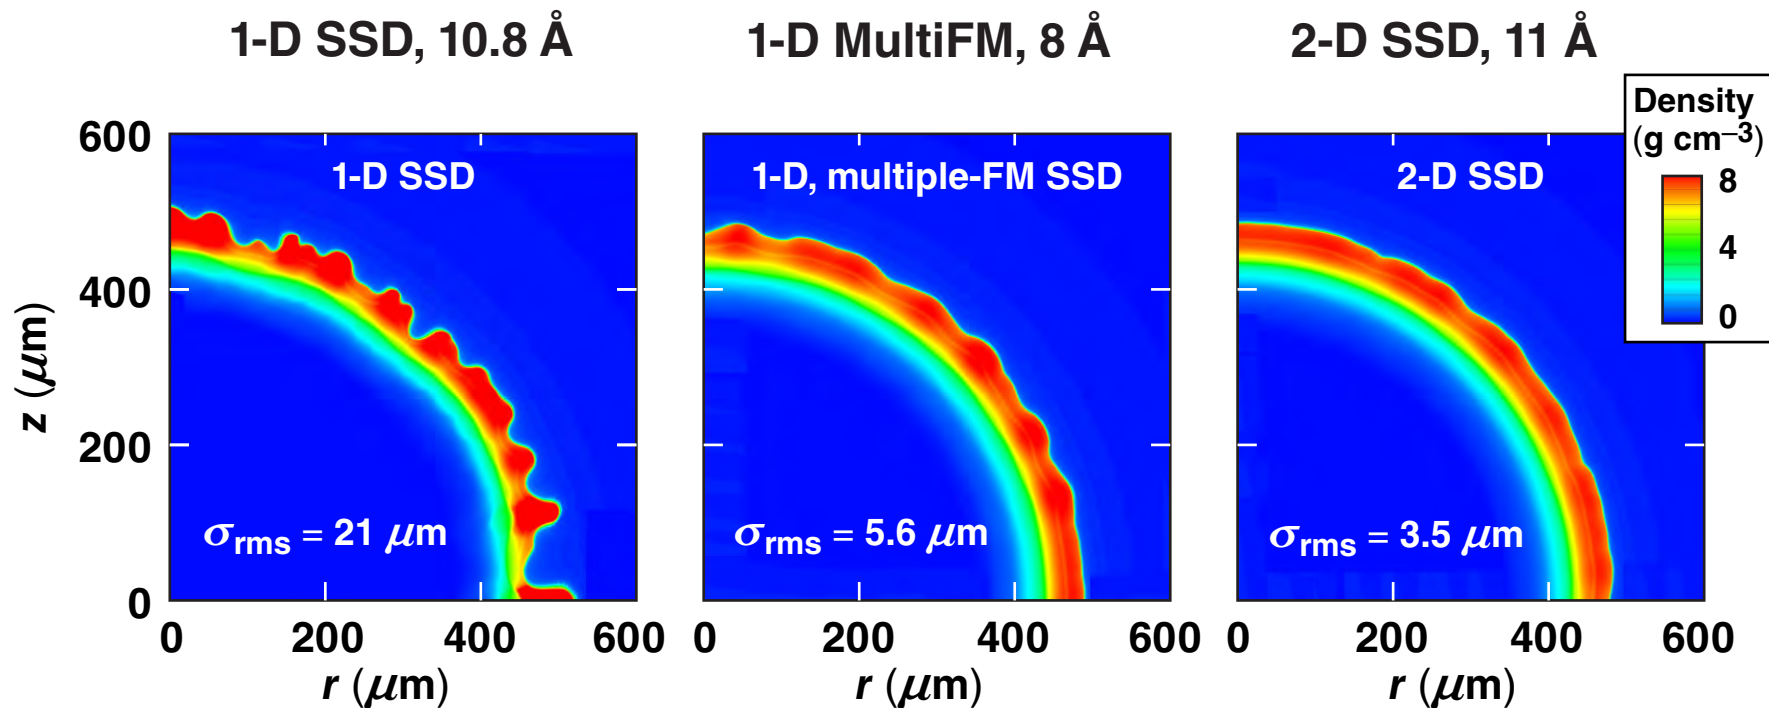 1-D SSD, 10.8 Å
1-D MultiFM, 8 Å
2-D SSD, 11 Å
Density
(g cm–3)
8
4
0
600
400
200
0
z (μm)
1-D SSD
σrms = 21 μm
0 200 400 600
r (μm)
1-D, multiple-FM SSD
σrms = 5.6 μm
0 200 400 600
r (μm)
2-D SSD
σrms = 3.5 μm
0 200 400 600
r (μm)